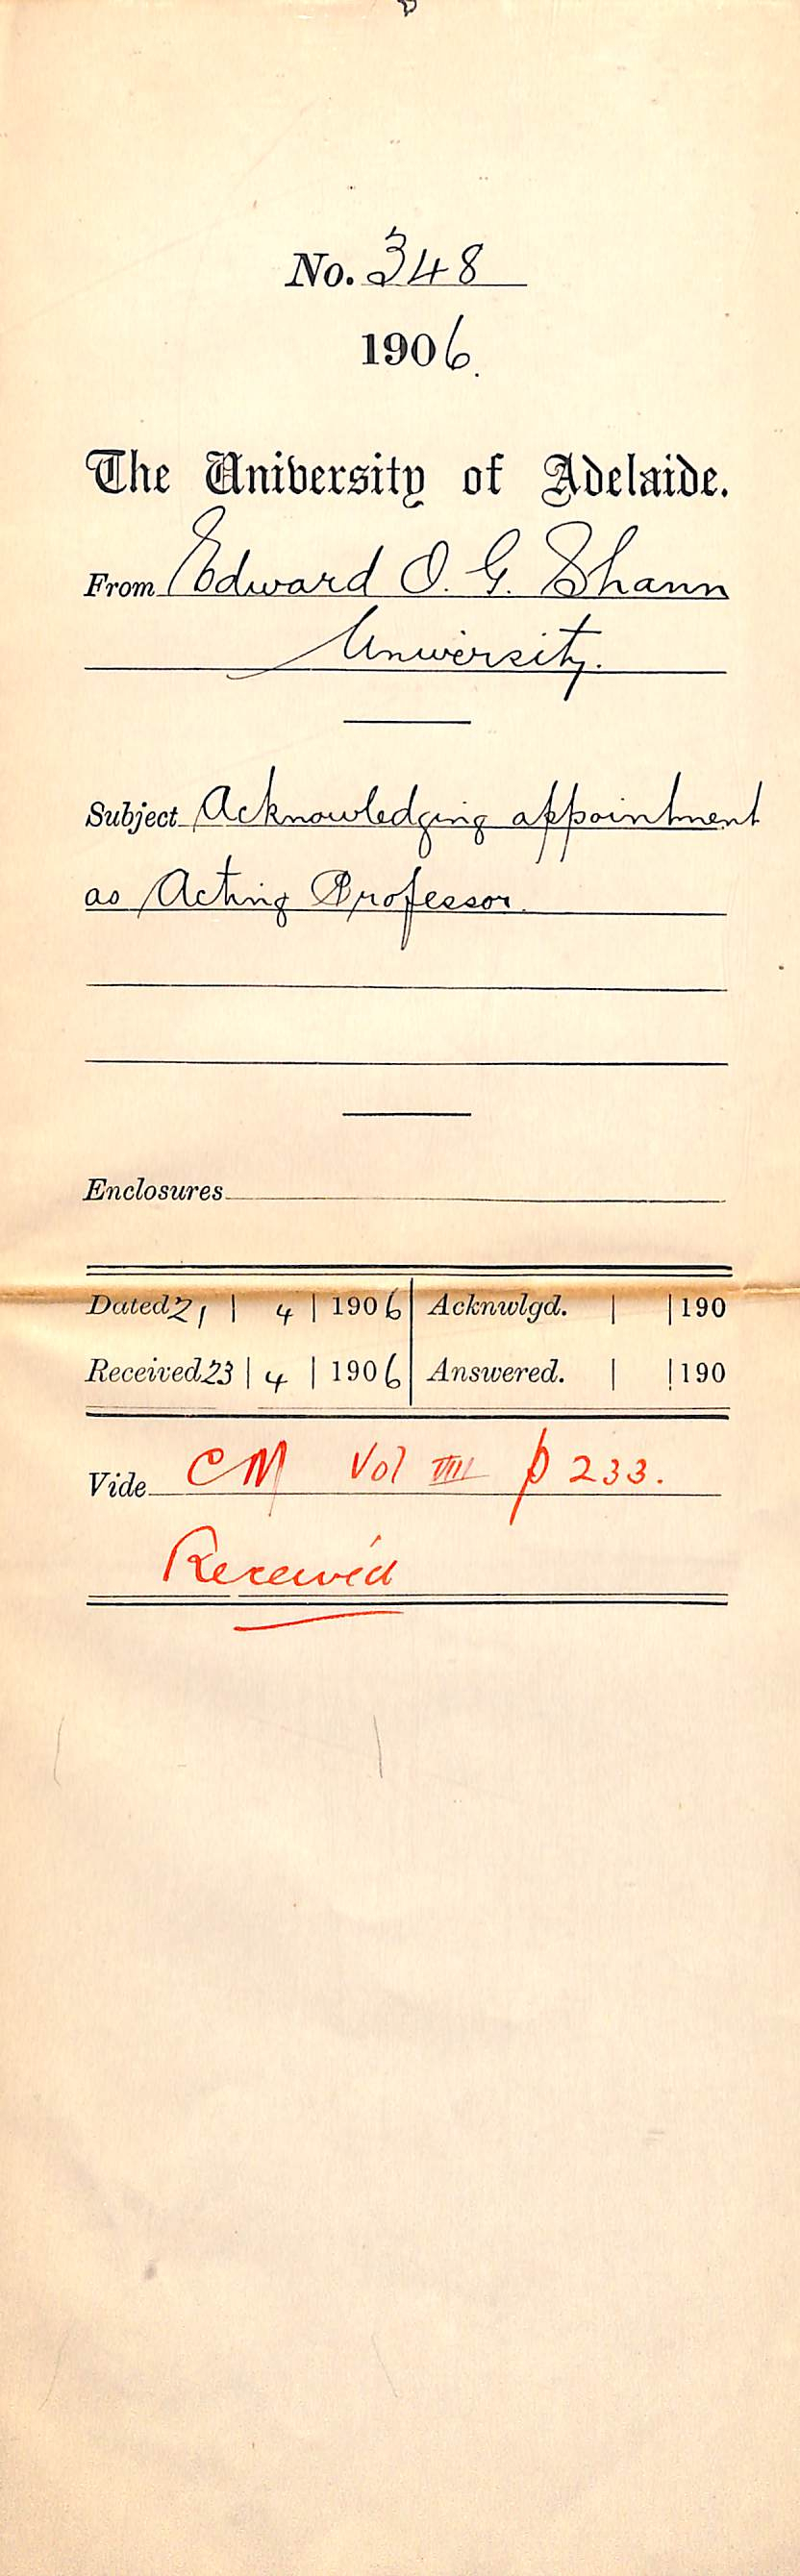 No. 348
1906.
The University of Adelaide.
From Edward O. G. Shann
University.
Subject Acknowledging appointment
as Acting Professor.
Enclosures
Dated 21 | 4 | 1906 Acknwlgd. | | 190
Received 23 | 4 | 1906 Answered. | | 190
Vide CM Vol VIII p 233.
Received